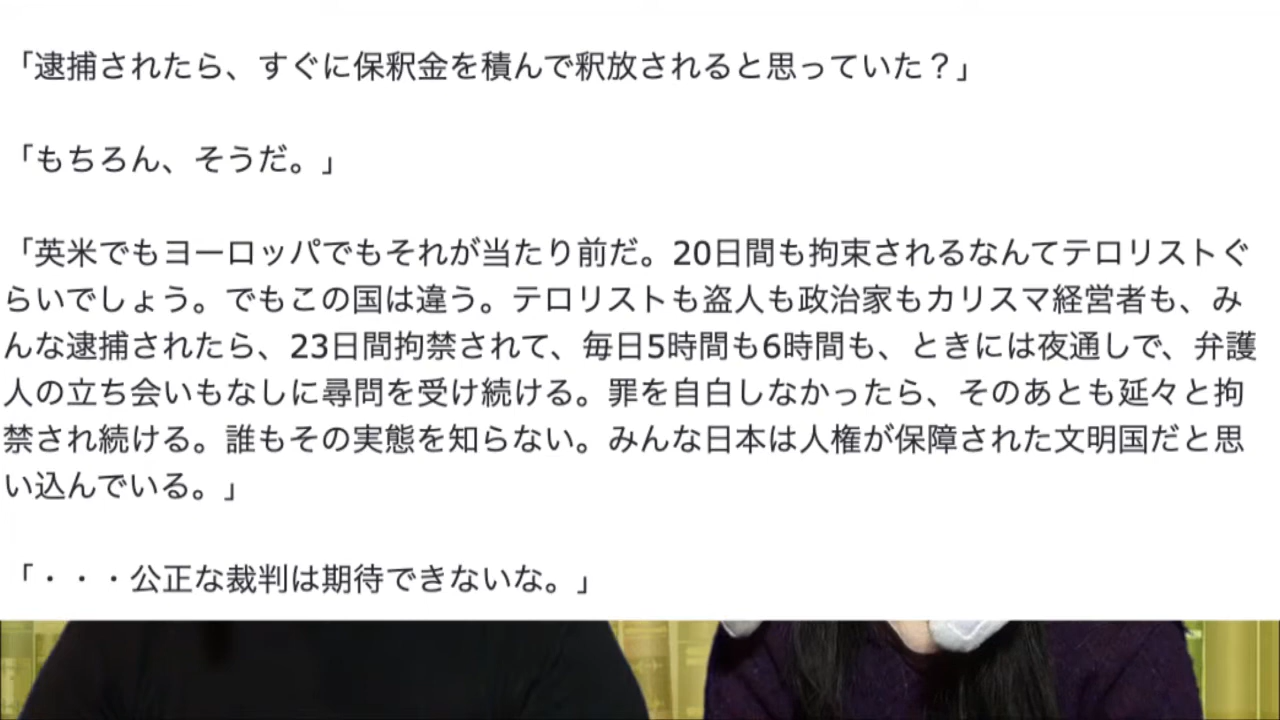 「逮捕されたら、すぐに保釈金を積んで釈放されると思っていた？」
「もちろん、そうだ。」
「英米でもヨーロッパでもそれが当たり前だ。20日間も拘束されるなんてテロリストぐ
らいでしょう。でもこの国は違う。テロリストも盗人も政治家もカリスマ経営者も、み
んな逮捕されたら、23日間拘禁されて、毎日5時間も6時間も、ときには夜通しで、弁護
人の立ち会いもなしに尋問を受け続ける。罪を自白しなかったら、そのあとも延々と拘
禁され続ける。誰もその実態を知らない。みんな日本は人権が保障された文明国だと思
い込んでいる。」
「・・・公正な裁判は期待できないな。」